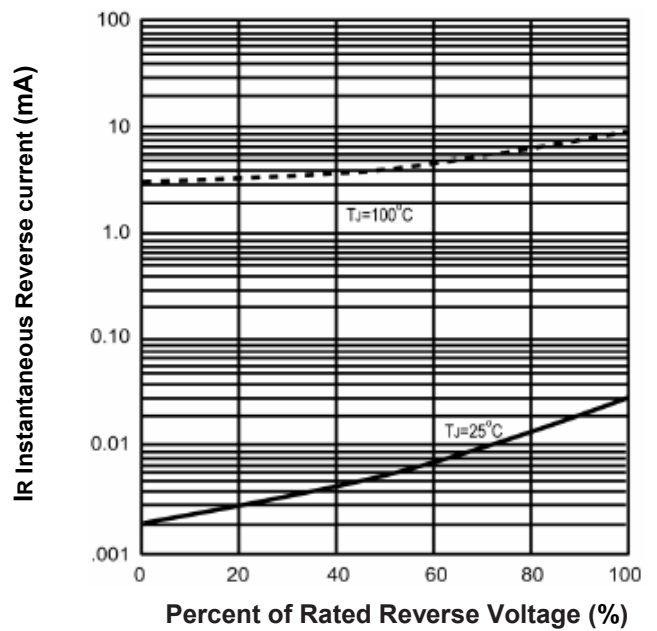 IR Instantaneous Reverse current (mA)
100
10
1.0
0.10
0.01
.001
TJ=100°C
TJ=25°C
0 20 40 60 80 100
Percent of Rated Reverse Voltage (%)